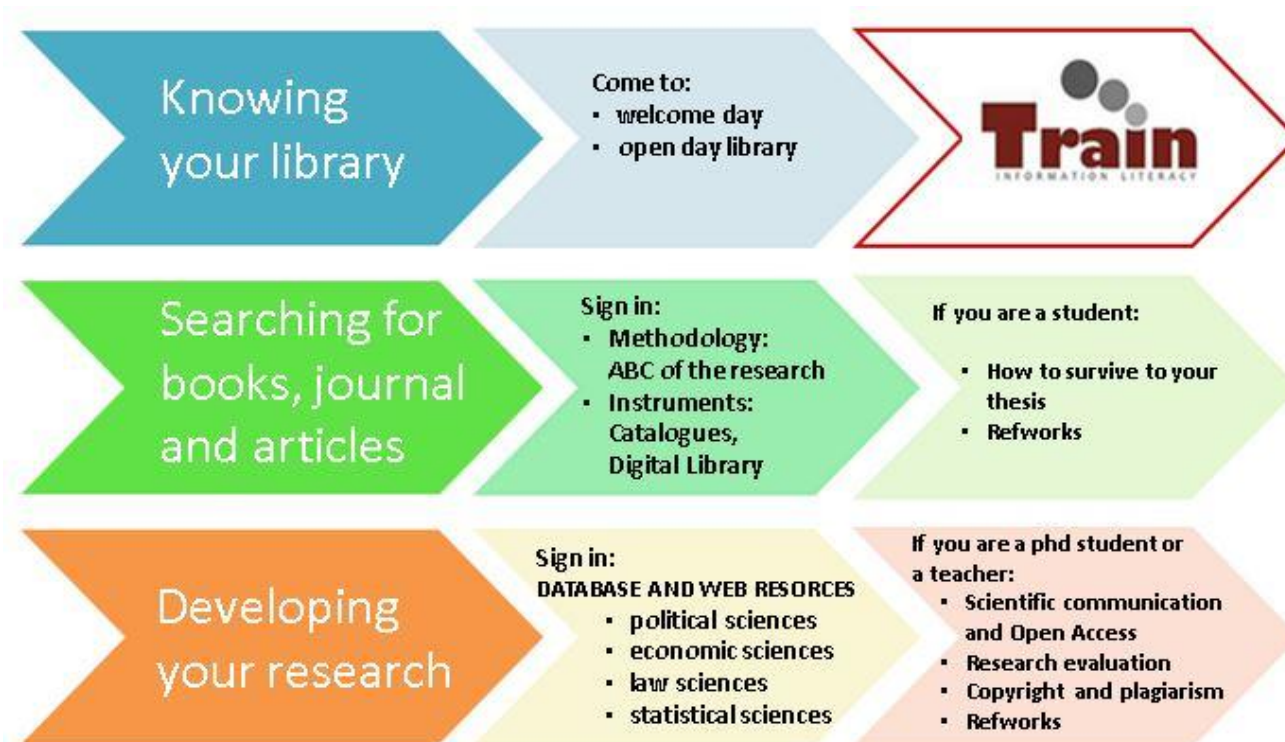 Knowing
your library
Come to:
▪ welcome day
▪ open day library
Train
INFORMATION LITERACY
Searching for
books, journal
and articles
Sign in:
▪ Methodology:
ABC of the research
▪ Instruments:
Catalogues,
Digital Library
If you are a student:
▪ How to survive to your
thesis
▪ Refworks
Developing
your research
Sign in:
DATABASE AND WEB RESORCES
▪ political sciences
▪ economic sciences
▪ law sciences
▪ statistical sciences
If you are a phd student or
a teacher:
▪ Scientific communication
and Open Access
▪ Research evaluation
▪ Copyright and plagiarism
▪ Refworks